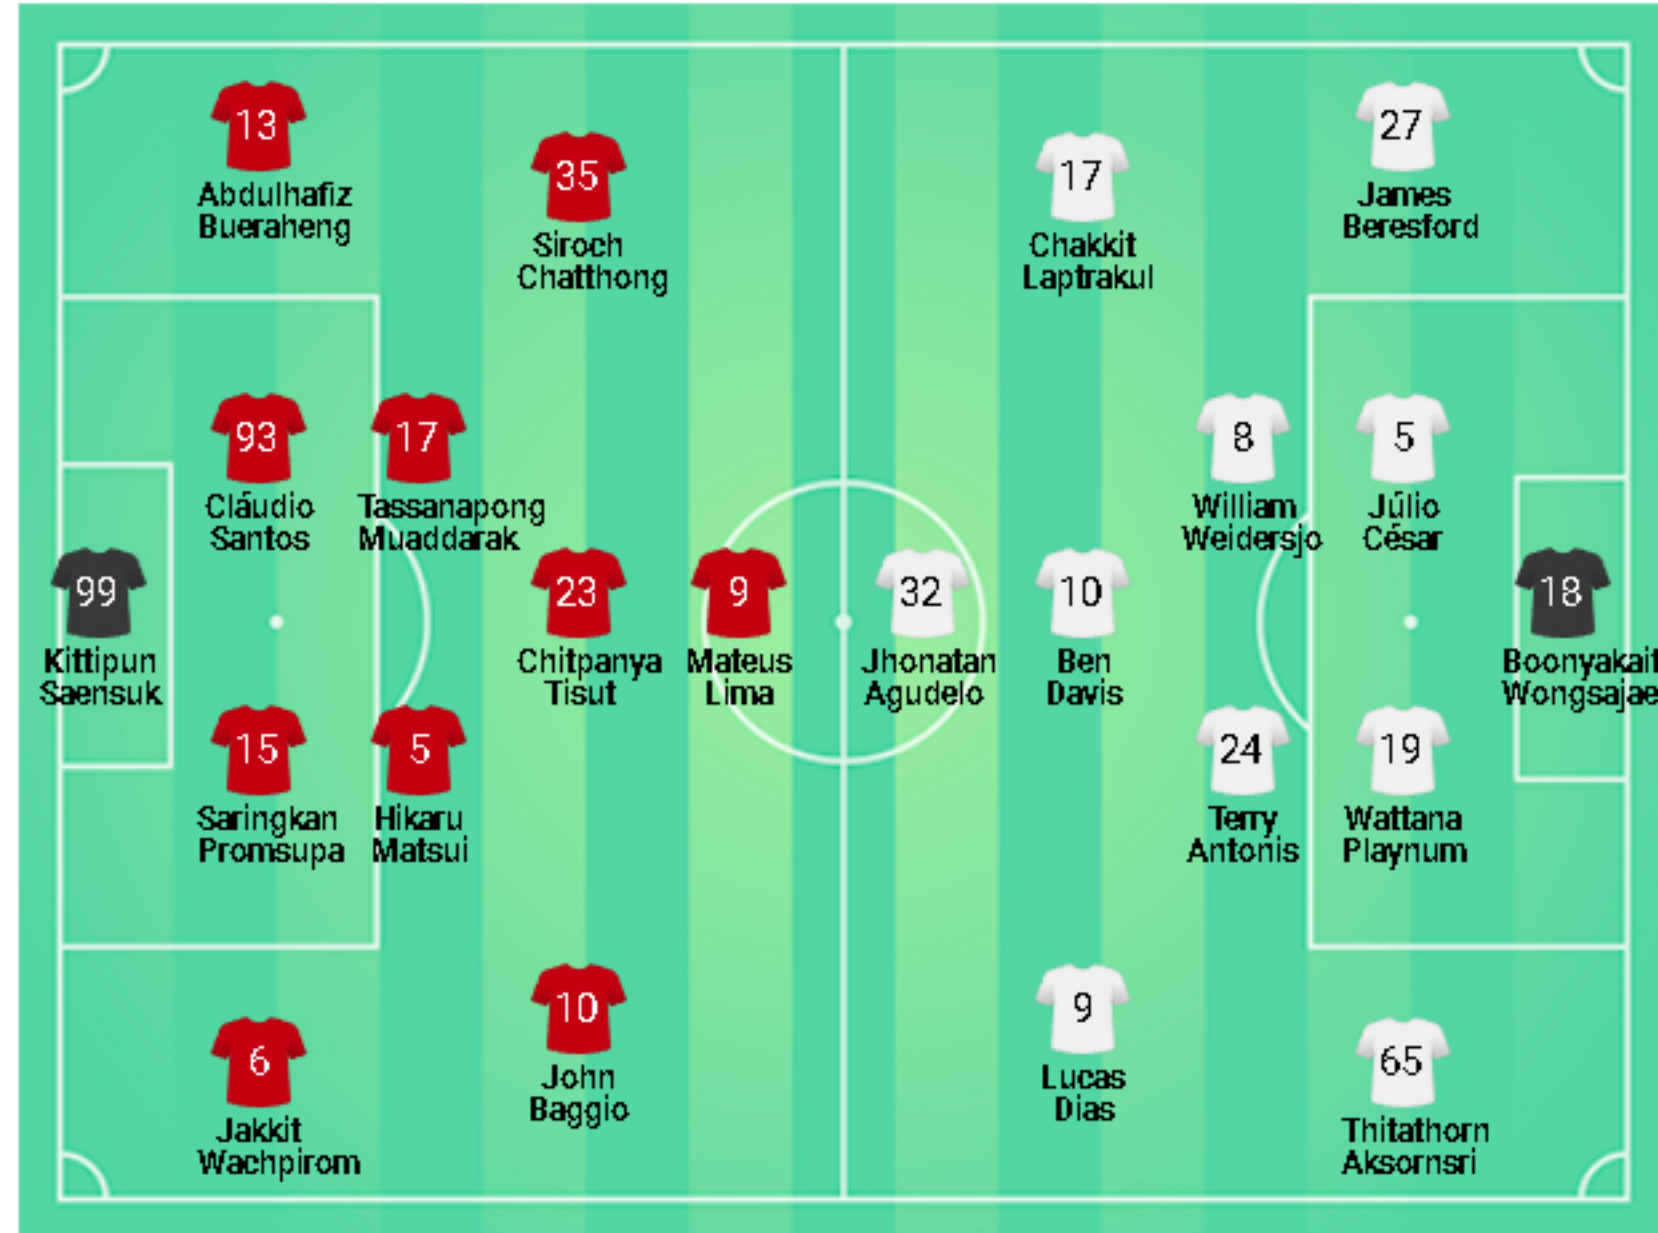 13
Abdulhafiz
Bueraheng
35
Siroch
Chatthong
17
Chakkit
Laptrakul
27
James
Beresford
93
Cláudio
Santos
17
Tassanapong
Muaddarak
8
William
Weidersjo
5
Júlio
César
99
Kittipun
Saensuk
23
Chitpanya
Tisut
9
Mateus
Lima
32
Jhonatan
Agudelo
10
Ben
Davis
18
Boonyakait
Wongsajae
15
Saringkan
Promsupa
5
Hikaru
Matsui
24
Terry
Antonis
19
Wattana
Playnum
6
Jakkit
Wachpirom
10
John
Baggio
9
Lucas
Dias
65
Thitathorn
Aksornsri